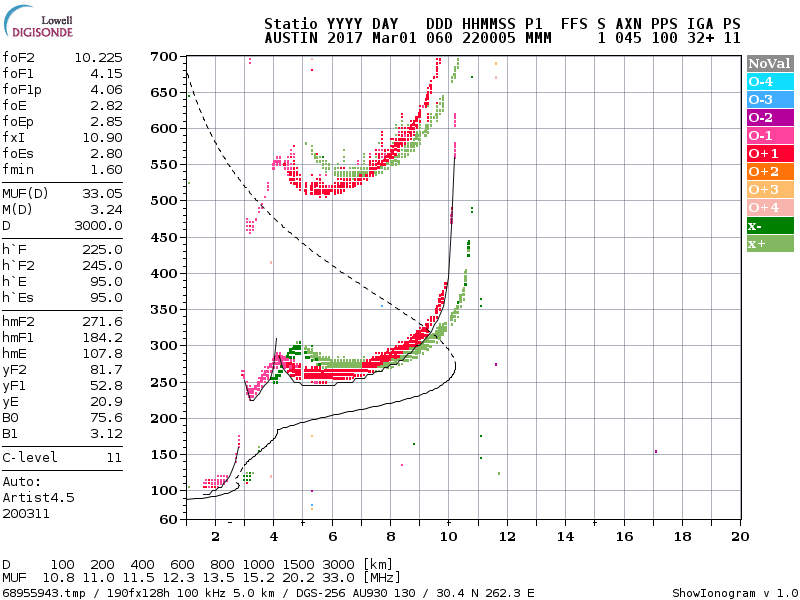 Lowell
DIGISONDE
Statio YYYY DAY DDD HHMMSS P1 FFS S AXN PPS IGA PS
AUSTIN 2017 Mar01 060 220005 MMM 1 045 100 32+ 11
foF2 10.225
foF1 4.15
foF1p 4.06
foE 2.82
foEp 2.85
fxI 10.90
foEs 2.80
fmin 1.60
MUF(D) 33.05
M(D) 3.24
D 3000.0
h`F 225.0
h`F2 245.0
h`E 95.0
h`Es 95.0
hmF2 271.6
hmF1 184.2
hmE 107.8
yF2 81.7
yF1 52.8
yE 20.9
B0 75.6
B1 3.12
C-level 11
Auto:
Artist4.5
200311
700
650
600
550
500
450
400
350
300
250
200
150
100
60
2 4 6 8 10 12 14 16 18 20
NoVal
O-4
O-3
O-2
O-1
O+1
O+2
O+3
O+4
X-
X+
D 100 200 400 600 800 1000 1500 3000 [km]
MUF 10.8 11.0 11.5 12.3 13.5 15.2 20.2 33.0 [MHz]
68955943.tmp / 190fx128h 100 kHz 5.0 km / DGS-256 AU930 130 / 30.4 N 262.3 E
ShowIonogram v 1.0